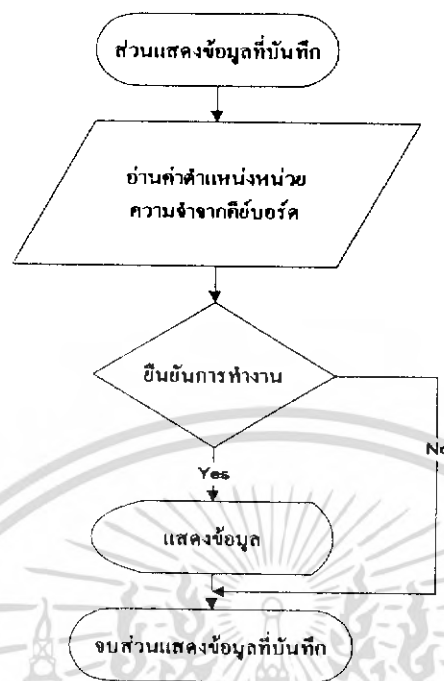 ส่วนแสดงข้อมูลที่บันทึก
อ่านค่าตำแหน่งหน่วย
ความจำจากคีย์บอร์ด
ยืนยันการทำงาน
No
Yes
แสดงข้อมูล
จบส่วนแสดงข้อมูลที่บันทึก